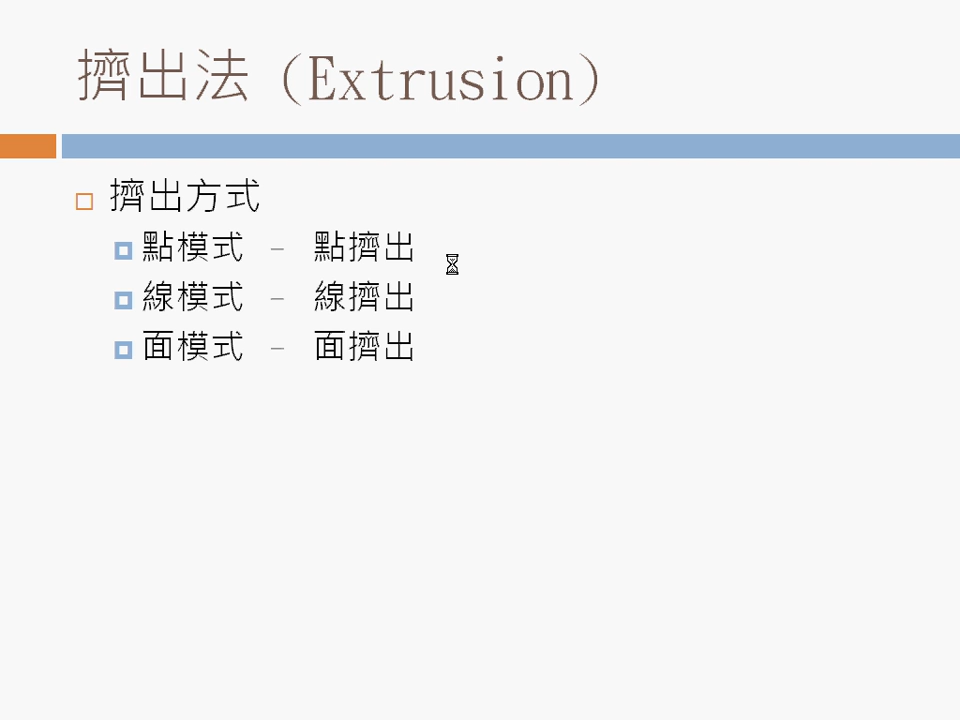 擠出法 (Extrusion)
擠出方式
點模式 - 點擠出
線模式 - 線擠出
面模式 - 面擠出